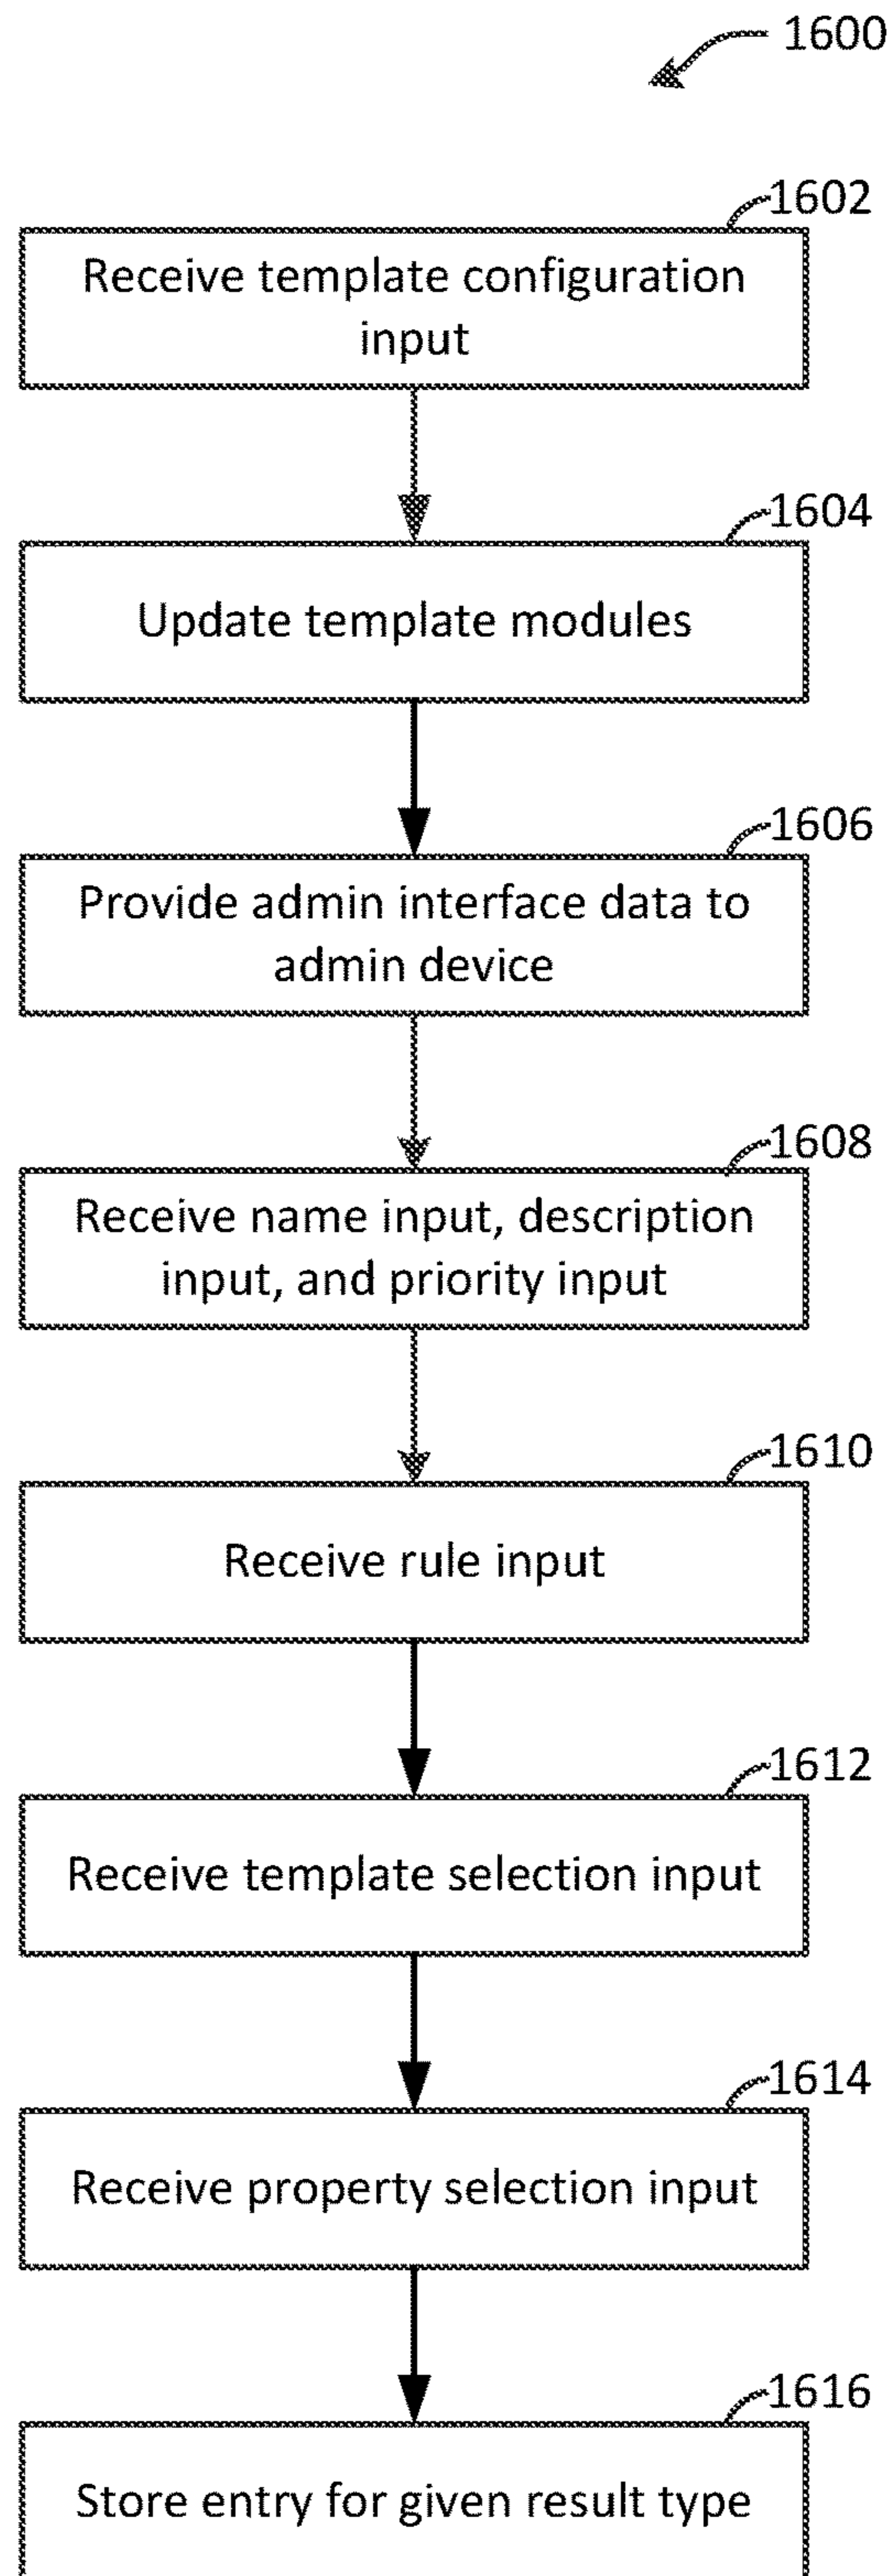 1600
1602
Receive template configuration
input
1604
Update template modules
1606
Provide admin interface data to
admin device
1608
Receive name input, description
input, and priority input
1610
Receive rule input
1612
Receive template selection input
1614
Receive property selection input
1616
Store entry for given result type